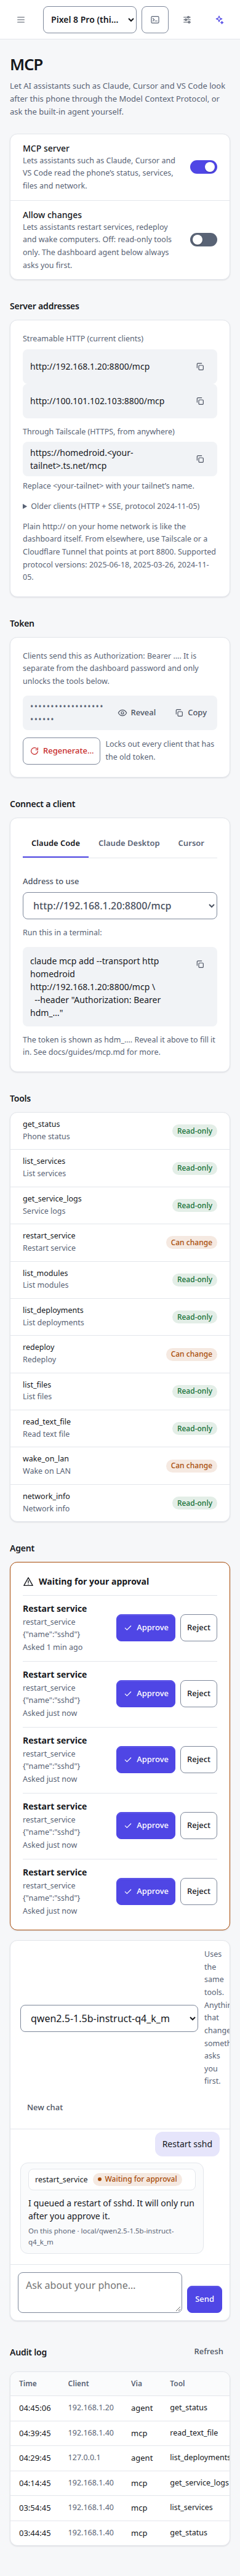 Pixel 8 Pro (thi...
MCP
Let AI assistants such as Claude, Cursor and VS Code look
after this phone through the Model Context Protocol, or
ask the built-in agent yourself.
MCP server
Lets assistants such as Claude, Cursor and
VS Code read the phone's status, services,
files and network.
Allow changes
Lets assistants restart services, redeploy
and wake computers. Off: read-only tools
only. The dashboard agent below always
asks you first.
Server addresses
Streamable HTTP (current clients)
http://192.168.1.20:8800/mcp
http://100.101.102.103:8800/mcp
Through Tailscale (HTTPS, from anywhere)
https://homedroid.<your-
tailnet>.ts.net/mcp
Replace <your-tailnet> with your tailnet's name.
Older clients (HTTP + SSE, protocol 2024-11-05)
Plain http:// on your home network is like the
dashboard itself. From elsewhere, use Tailscale or a
Cloudflare Tunnel that points at port 8800. Supported
protocol versions: 2025-06-18, 2025-03-26, 2024-11-
05.
Token
Clients send this as Authorization: Bearer .... It is
separate from the dashboard password and only
unlocks the tools below.
••••••••••••••••••
••••••
Reveal
Copy
Regenerate...
Locks out every client that has
the old token.
Connect a client
Claude Code
Claude Desktop
Cursor
Address to use
http://192.168.1.20:8800/mcp
Run this in a terminal:
claude mcp add --transport http
homedroid
http://192.168.1.20:8800/mcp \
--header "Authorization: Bearer
hdm_..."
The token is shown as hdm_.... Reveal it above to fill it
in. See docs/guides/mcp.md for more.
Tools
get_status
Phone status
Read-only
list_services
List services
Read-only
get_service_logs
Service logs
Read-only
restart_service
Restart service
Can change
list_modules
List modules
Read-only
list_deployments
List deployments
Read-only
redeploy
Redeploy
Can change
list_files
List files
Read-only
read_text_file
Read text file
Read-only
wake_on_lan
Wake on LAN
Can change
network_info
Network info
Read-only
Agent
Waiting for your approval
Restart service
restart_service
{"name":"sshd"}
Asked 1 min ago
Approve
Reject
Restart service
restart_service
{"name":"sshd"}
Asked just now
Approve
Reject
Restart service
restart_service
{"name":"sshd"}
Asked just now
Approve
Reject
Restart service
restart_service
{"name":"sshd"}
Asked just now
Approve
Reject
Restart service
restart_service
{"name":"sshd"}
Asked just now
Approve
Reject
qwen2.5-1.5b-instruct-q4_k_m
Uses
the
same
tools.
Anythin
that
change
someth
asks
you
first.
New chat
Restart sshd
restart_service
Waiting for approval
I queued a restart of sshd. It will only run
after you approve it.
On this phone · local/qwen2.5-1.5b-instruct-
q4_k_m
Ask about your phone...
Send
Audit log
Refresh
Time Client Via Tool
04:45:06 192.168.1.20 agent get_status
04:39:45 192.168.1.40 mcp read_text_file
04:29:45 127.0.0.1 agent list_deployments
04:14:45 192.168.1.40 mcp get_service_logs
03:54:45 192.168.1.40 mcp list_services
03:44:45 192.168.1.40 mcp get_status